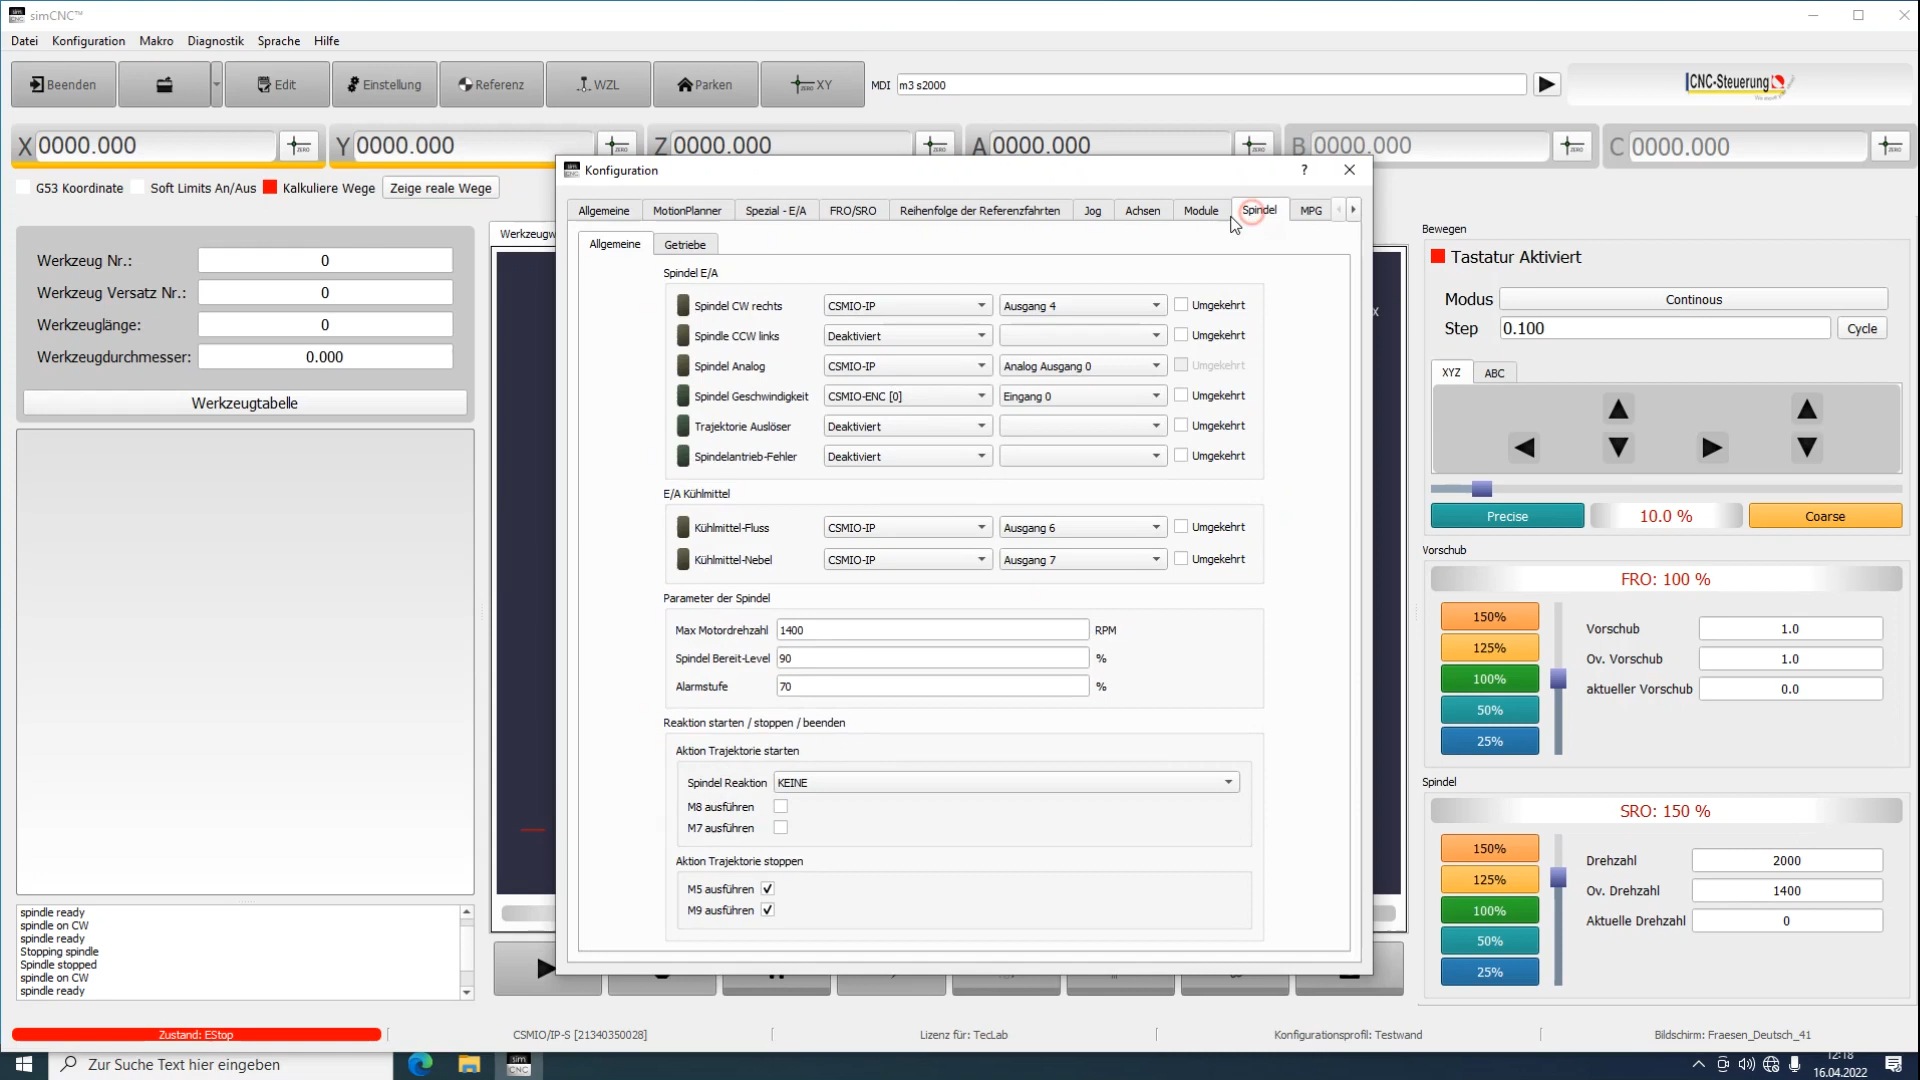 simCNC™
Datei Konfiguration Makro Diagnostik Sprache Hilfe
Beenden Edit Einstellung Referenz WZL Parken XY MDI m3 s2000 CNC-Steuerung
X 0000.000 Y 0000.000 Z 0000.000 A 0000.000 B 0000.000 C 0000.000
G53 Koordinate Soft Limits An/Aus Kalkuliere Wege Zeige reale Wege
Konfiguration ?
Allgemeine MotionPlanner Spezial - E/A FRO/SRO Reihenfolge der Referenzfahrten Jog Achsen Module Spindel MPG
Allgemeine Getriebe
Werkzeug Nr.: 0
Werkzeug Versatz Nr.: 0
Werkzeuglänge: 0
Werkzeugdurchmesser: 0.000
Werkzeugtabelle
Werkzeugw
Spindel E/A
Spindel CW rechts CSMIO-IP Ausgang 4 Umgekehrt
Spindle CCW links Deaktiviert Umgekehrt
Spindel Analog CSMIO-IP Analog Ausgang 0 Umgekehrt
Spindel Geschwindigkeit CSMIO-ENC [0] Eingang 0 Umgekehrt
Trajektorie Auslöser Deaktiviert Umgekehrt
Spindelantrieb-Fehler Deaktiviert Umgekehrt
E/A Kühlmittel
Kühlmittel-Fluss CSMIO-IP Ausgang 6 Umgekehrt
Kühlmittel-Nebel CSMIO-IP Ausgang 7 Umgekehrt
Parameter der Spindel
Max Motordrehzahl 1400 RPM
Spindel Bereit-Level 90 %
Alarmstufe 70 %
Reaktion starten / stoppen / beenden
Aktion Trajektorie starten
Spindel Reaktion KEINE
M8 ausführen
M7 ausführen
Aktion Trajektorie stoppen
M5 ausführen
M9 ausführen
Bewegen
Tastatur Aktiviert
Modus Continous
Step 0.100 Cycle
XYZ ABC
Precise 10.0 % Coarse
Vorschub
FRO: 100 %
150%
125%
100%
50%
25%
Vorschub 1.0
Ov. Vorschub 1.0
aktueller Vorschub 0.0
Spindel
SRO: 150 %
150%
125%
100%
50%
25%
Drehzahl 2000
Ov. Drehzahl 1400
Aktuelle Drehzahl 0
spindle ready
spindle on CW
spindle ready
Stopping spindle
Spindle stopped
spindle on CW
spindle ready
Zustand: EStop CSMIO/IP-S [21340350028] Lizenz für: TecLab Konfigurationsprofil: Testwand Bildschirm: Fraesen_Deutsch_41
Zur Suche Text hier eingeben
12:18
16.04.2022